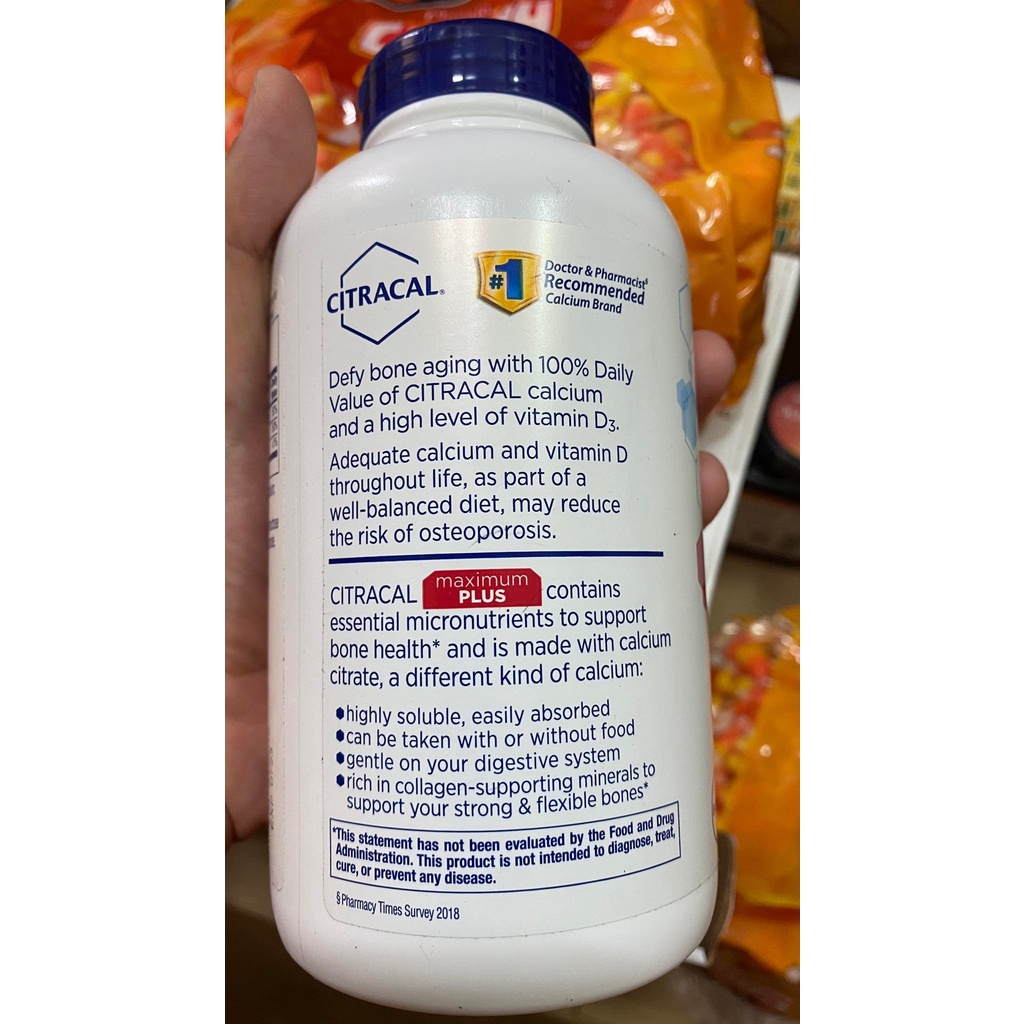 CITRACAL®
#1
Doctor & Pharmacist§
Recommended
Calcium Brand
Defy bone aging with 100% Daily
Value of CITRACAL calcium
and a high level of vitamin D3.
Adequate calcium and vitamin D
throughout life, as part of a
well-balanced diet, may reduce
the risk of osteoporosis.
CITRACAL maximum PLUS contains
essential micronutrients to support
bone health* and is made with calcium
citrate, a different kind of calcium:
highly soluble, easily absorbed
can be taken with or without food
gentle on your digestive system
rich in collagen-supporting minerals to
support your strong & flexible bones*
*This statement has not been evaluated by the Food and Drug
Administration. This product is not intended to diagnose, treat,
cure, or prevent any disease.
§ Pharmacy Times Survey 2018